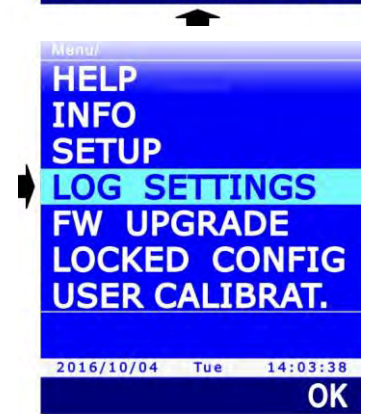 Menu/
HELP
INFO
SETUP
LOG SETTINGS
FW UPGRADE
LOCKED CONFIG
USER CALIBRAT.
2016/10/04 Tue 14:03:38
OK